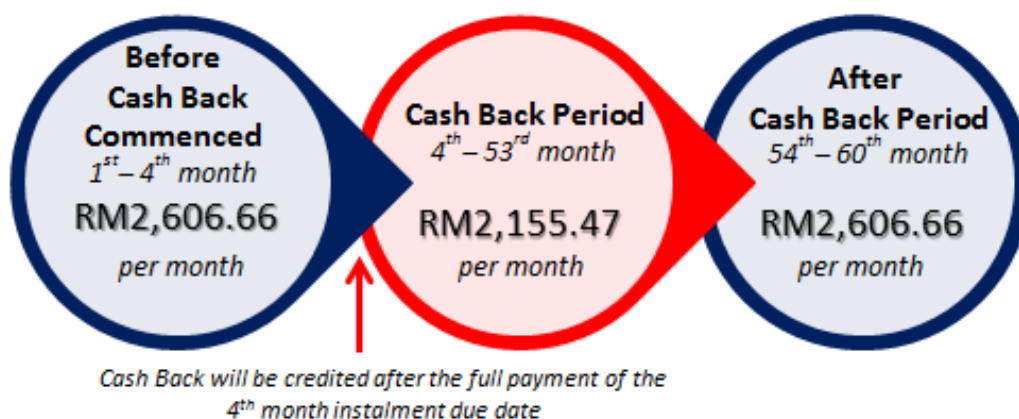 Before
Cash Back
Commenced
1st – 4th month
RM2,606.66
per month
Cash Back Period
4th – 53rd month
RM2,155.47
per month
After
Cash Back Period
54th – 60th month
RM2,606.66
per month
Cash Back will be credited after the full payment of the
4th month instalment due date